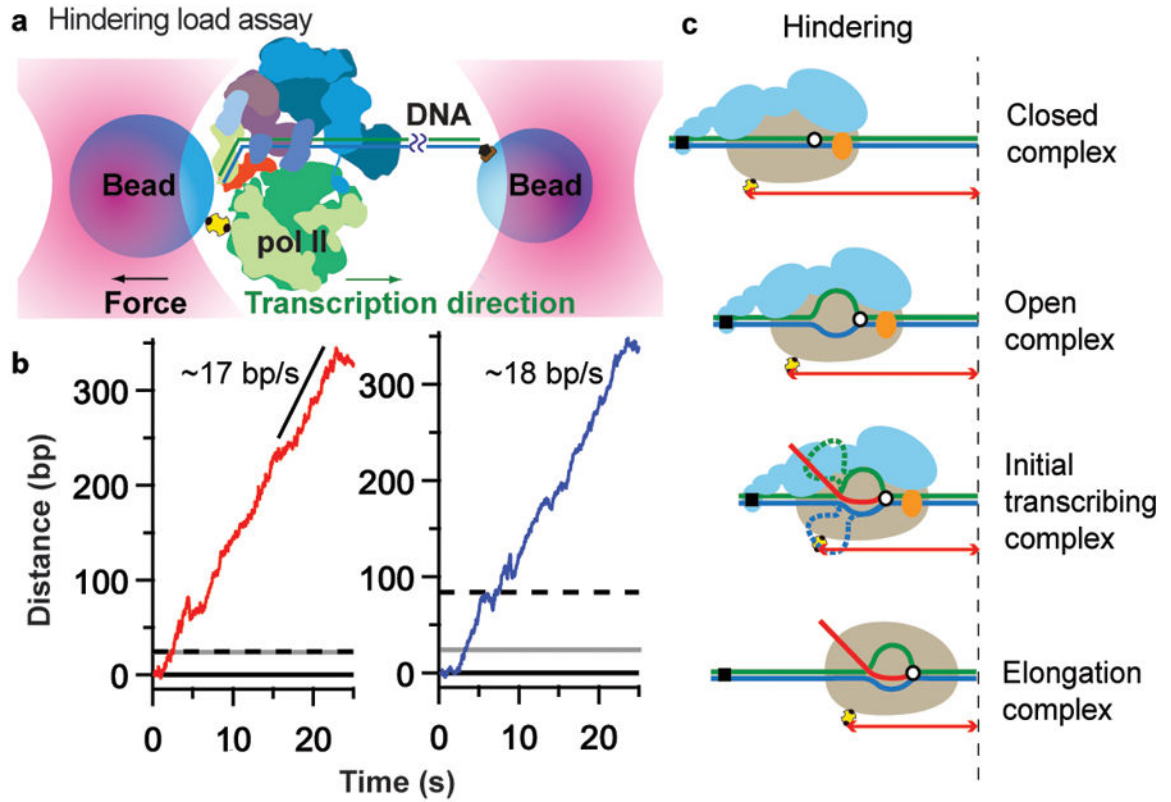 a Hindering load assay
DNA
Bead
Bead
pol II
Force
Transcription direction
b
~17 bp/s
~18 bp/s
Distance (bp)
300
200
100
0
300
200
100
0
0
10
20
0
10
20
Time (s)
c
Hindering
Closed
complex
Open
complex
Initial
transcribing
complex
Elongation
complex